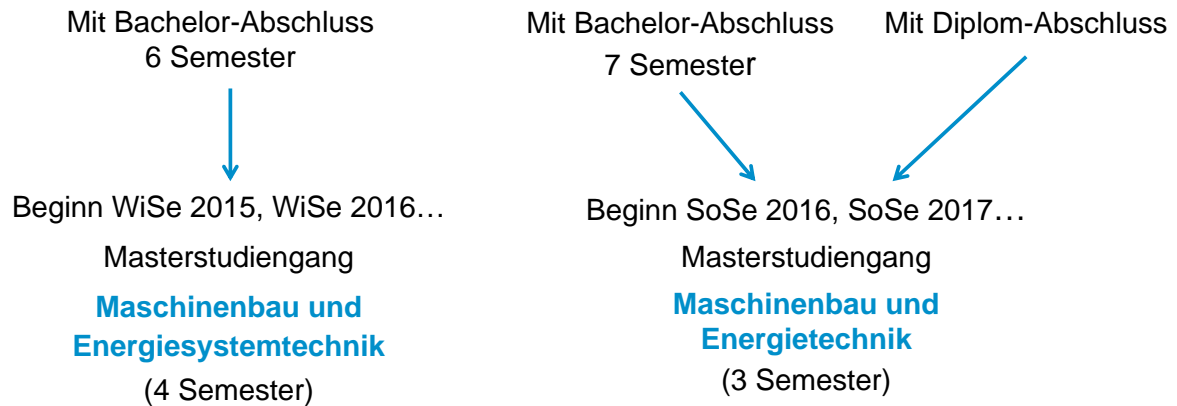 Mit Bachelor-Abschluss
6 Semester
Beginn WiSe 2015, WiSe 2016…
Masterstudiengang
Maschinenbau und
Energiesystemtechnik
(4 Semester)
Mit Bachelor-Abschluss
7 Semester
Mit Diplom-Abschluss
Beginn SoSe 2016, SoSe 2017…
Masterstudiengang
Maschinenbau und
Energietechnik
(3 Semester)